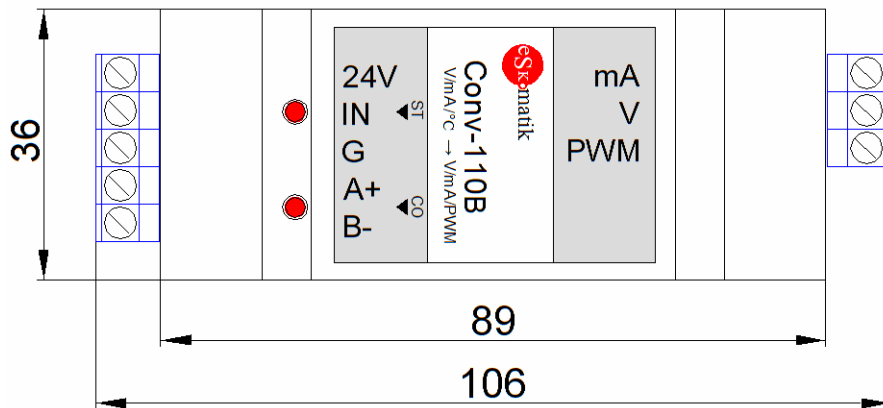 36
24V
IN
G
A+
B-
ST
CO
Conv-110B
V/mA/°C → V/mA/PWM
eSKomatik
mA
V
PWM
89
106